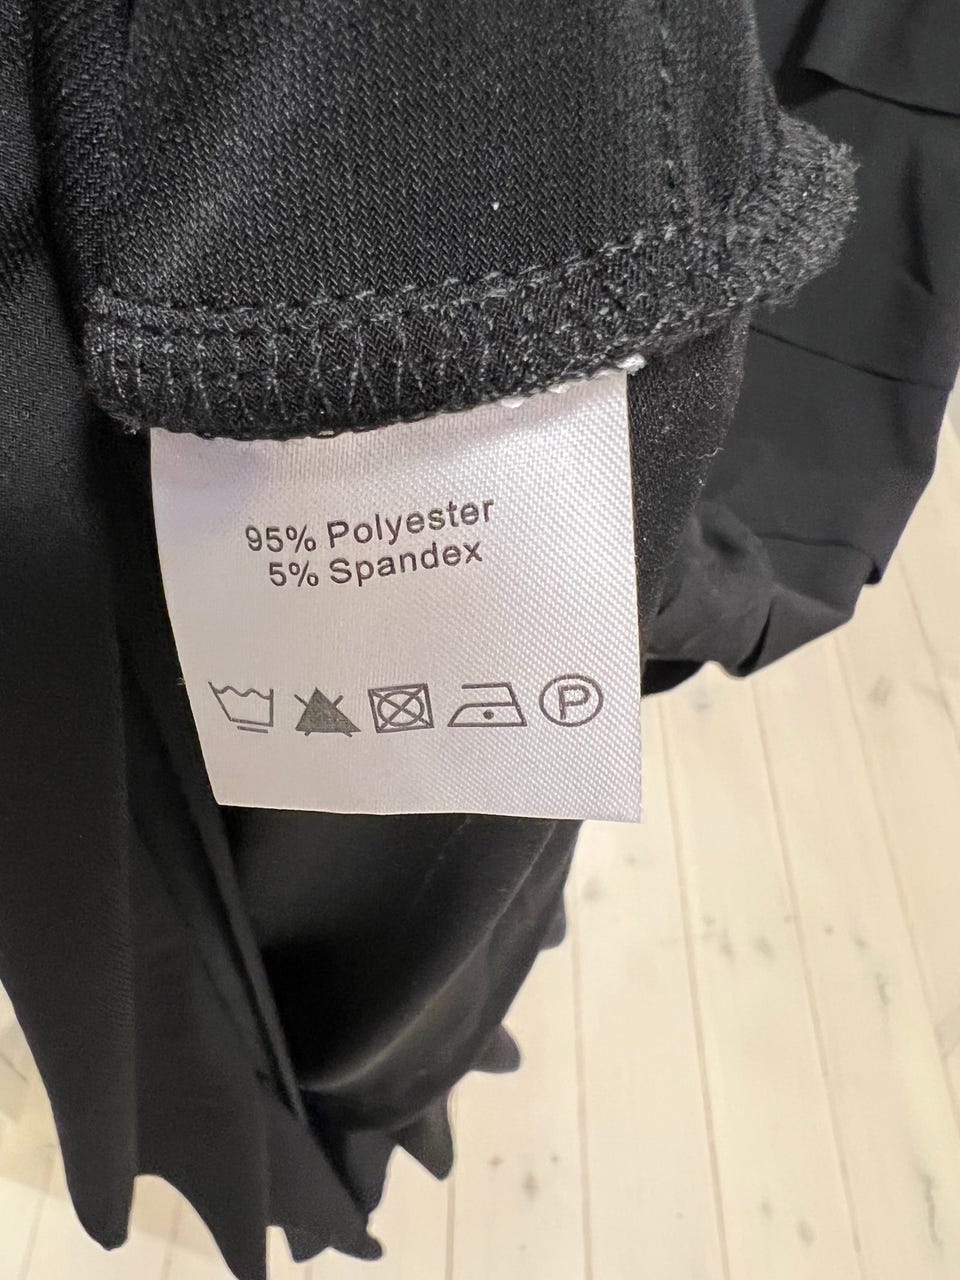 95% Polyester
5% Spandex
P